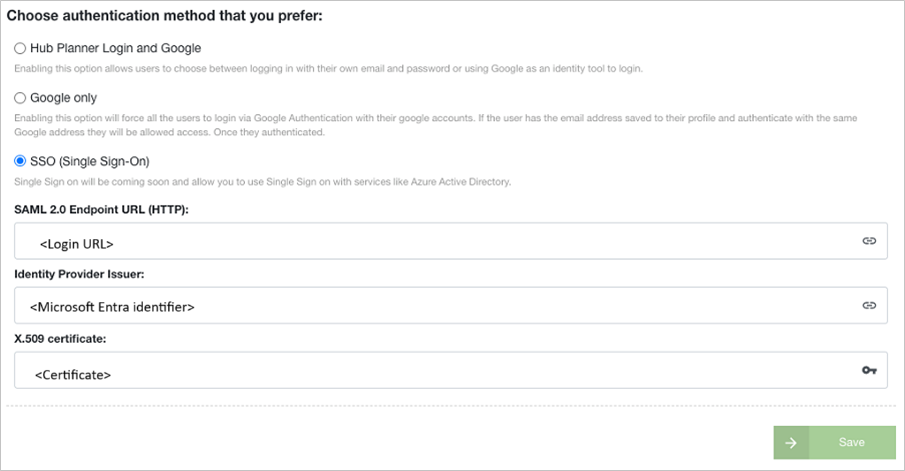 Choose authentication method that you prefer:
Hub Planner Login and Google
Enabling this option allows users to choose between logging in with their own email and password or using Google as an identity tool to login.
Google only
Enabling this option will force all the users to login via Google Authentication with their google accounts. If the user has the email address saved to their profile and authenticate with the same
Google address they will be allowed access. Once they authenticated.
SSO (Single Sign-On)
Single Sign on will be coming soon and allow you to use Single Sign on with services like Azure Active Directory.
SAML 2.0 Endpoint URL (HTTP):
<Login URL>
Identity Provider Issuer:
<Microsoft Entra identifier>
X.509 certificate:
<Certificate>
Save